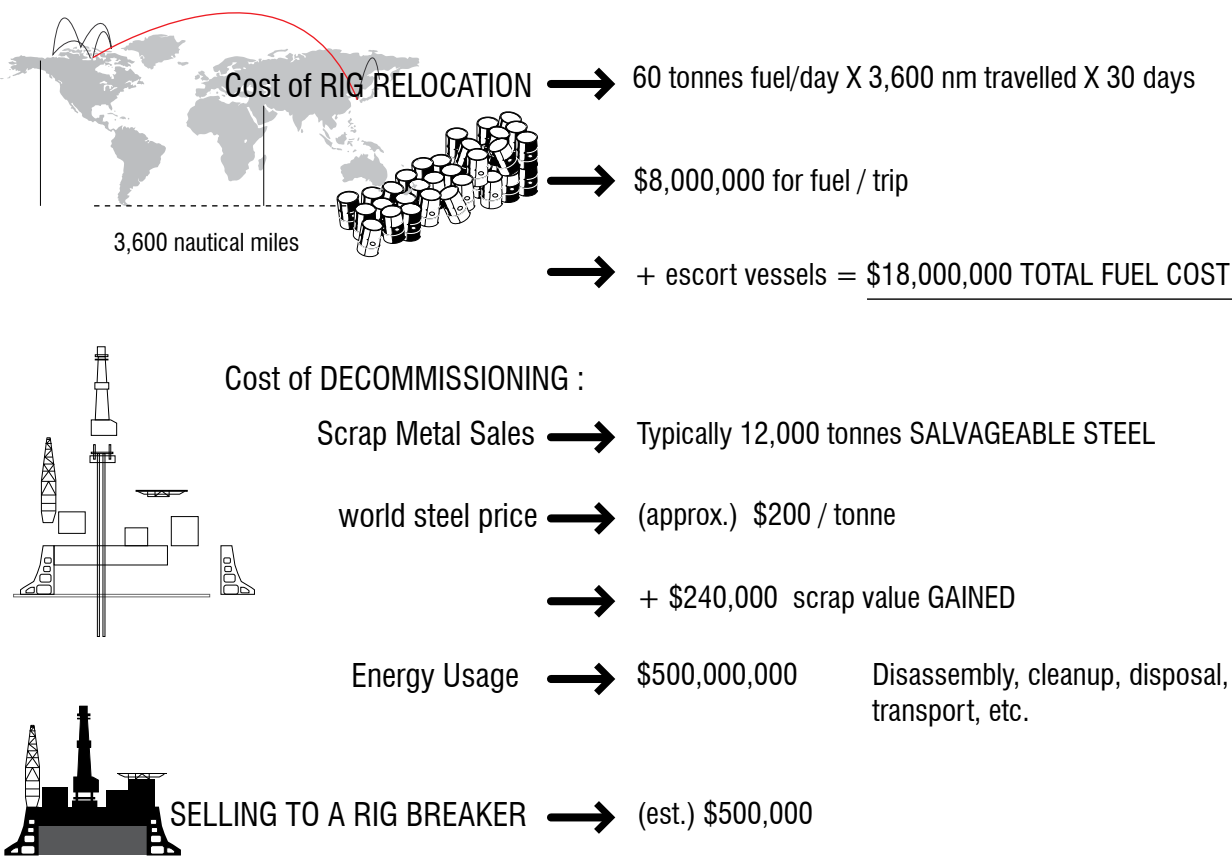 Cost of RIG RELOCATION
60 tonnes fuel/day X 3,600 nm travelled X 30 days
$8,000,000 for fuel / trip
3,600 nautical miles
+ escort vessels = $18,000,000 TOTAL FUEL COST
Cost of DECOMMISSIONING :
Scrap Metal Sales
Typically 12,000 tonnes SALVAGEABLE STEEL
world steel price
(approx.) $200 / tonne
+ $240,000 scrap value GAINED
Energy Usage
$500,000,000
Disassembly, cleanup, disposal,
transport, etc.
SELLING TO A RIG BREAKER
(est.) $500,000